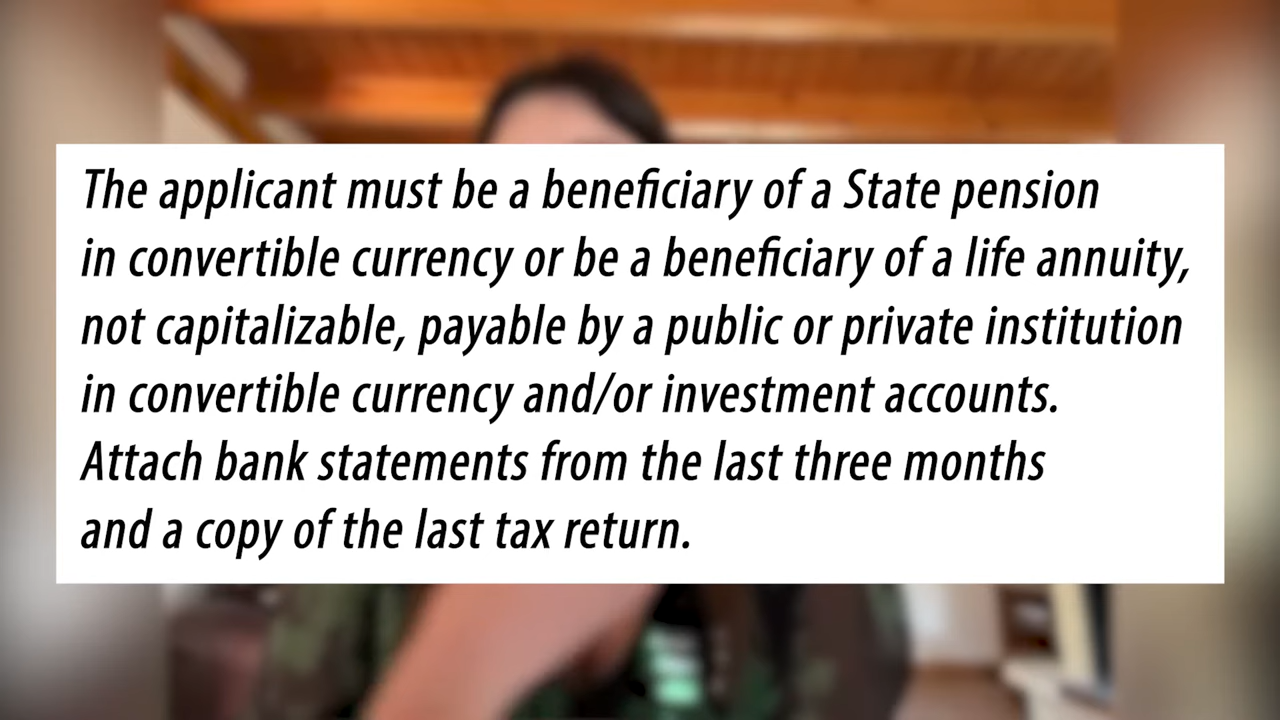 The applicant must be a beneficiary of a State pension
in convertible currency or be a beneficiary of a life annuity,
not capitalizable, payable by a public or private institution
in convertible currency and/or investment accounts.
Attach bank statements from the last three months
and a copy of the last tax return.